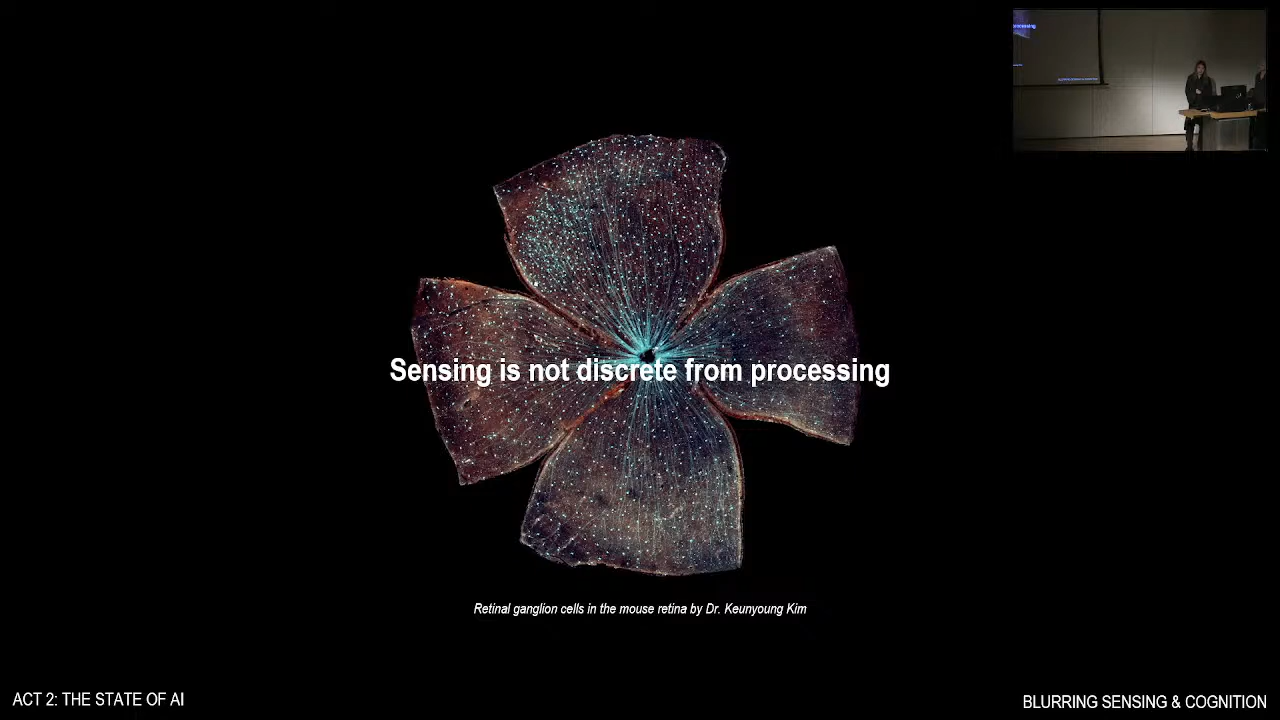 Sensing is not discrete from processing
Retinal ganglion cells in the mouse retina by Dr. Keunyoung Kim
ACT 2: THE STATE OF AI
BLURRING SENSING & COGNITION